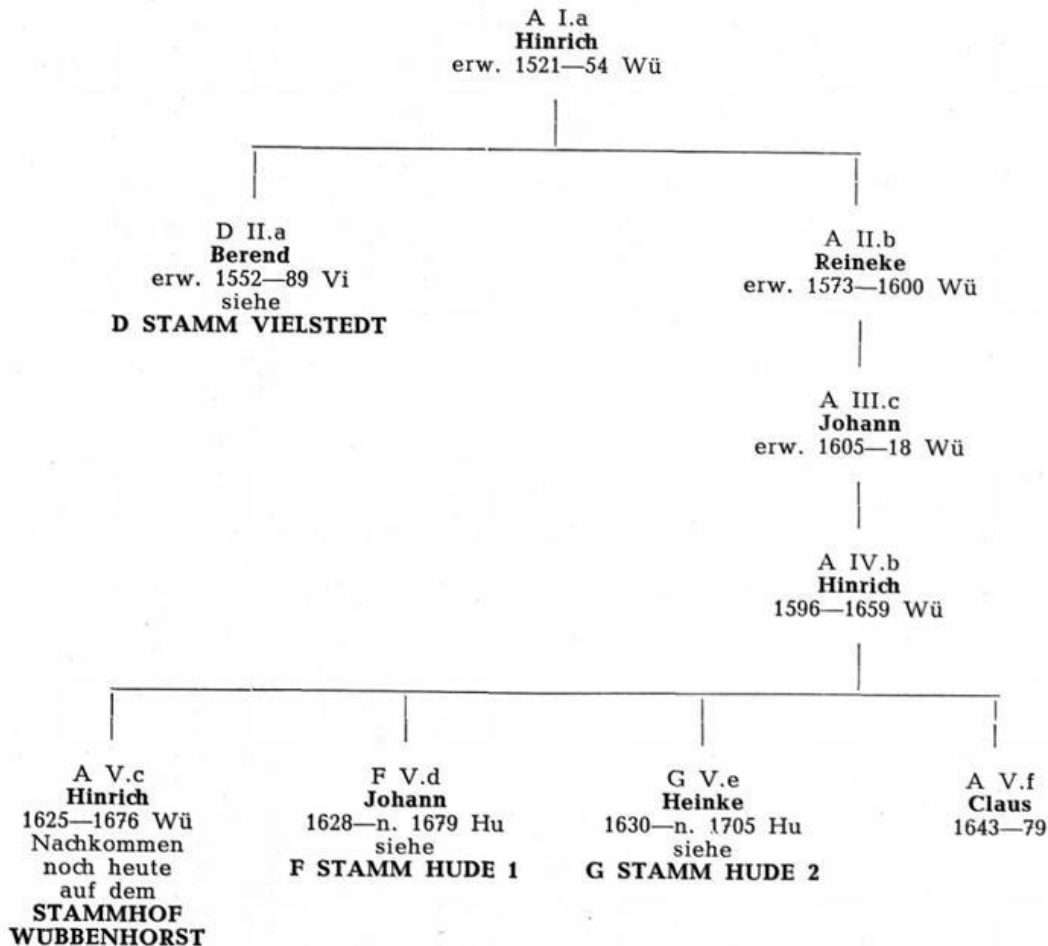 A I.a
Hinrich
erw. 1521—54 Wü
D II.a
Berend
erw. 1552—89 Vi
siehe
D STAMM VIELSTEDT
A II.b
Reineke
erw. 1573—1600 Wü
A III.c
Johann
erw. 1605—18 Wü
A IV.b
Hinrich
1596—1659 Wü
A V.c
Hinrich
1625—1676 Wü
Nachkommen
noch heute
auf dem
STAMMHOF
WÜBBENHORST
F V.d
Johann
1628—n. 1679 Hu
siehe
F STAMM HUDE 1
G V.e
Heinke
1630—n. 1705 Hu
siehe
G STAMM HUDE 2
A V.f
Claus
1643—79